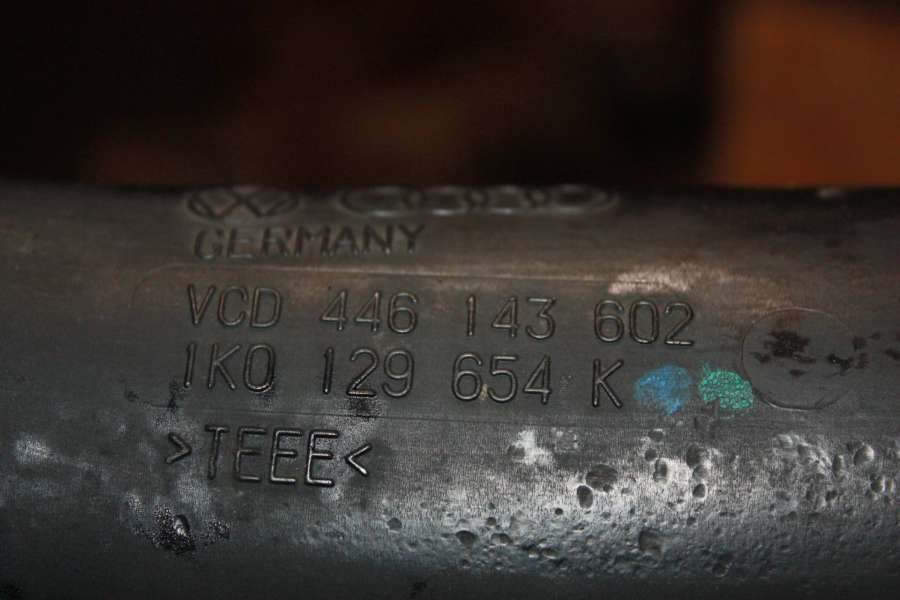 GERMANY
VCD 446 143 602
1K0 129 654 K
>TEEE<